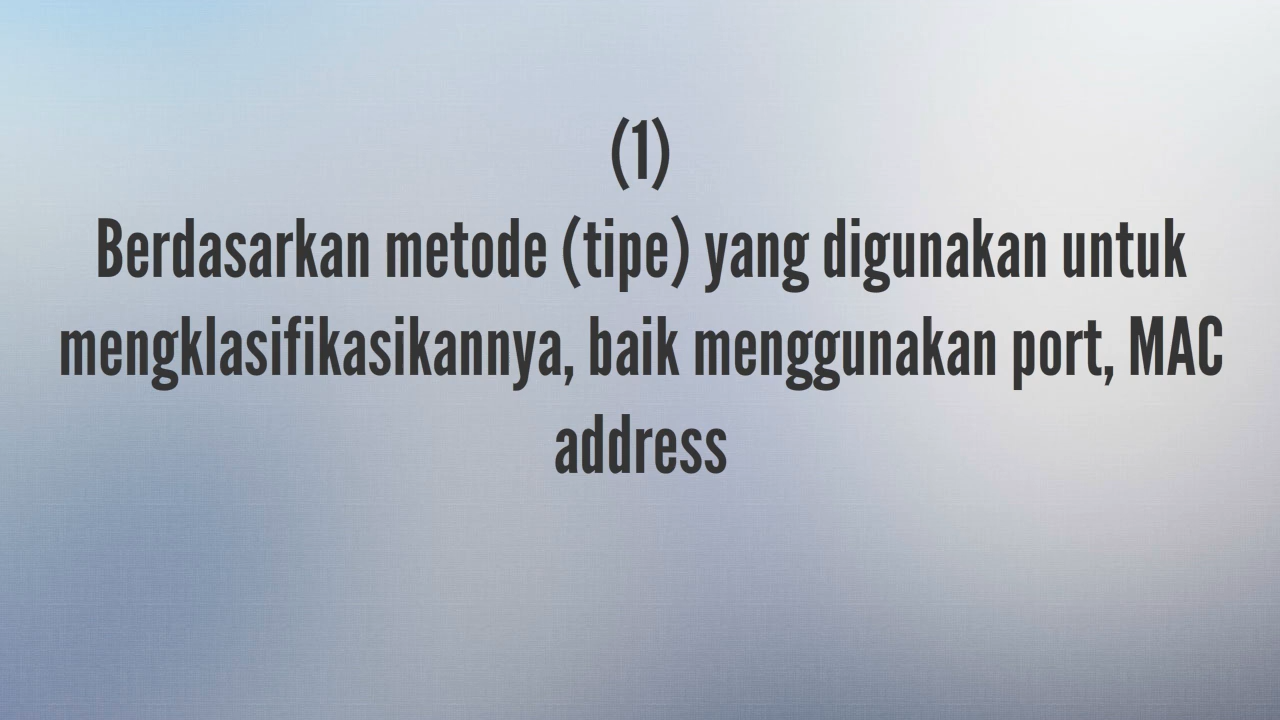 (1)
Berdasarkan metode (tipe) yang digunakan untuk
mengklasifikasikannya, baik menggunakan port, MAC
address